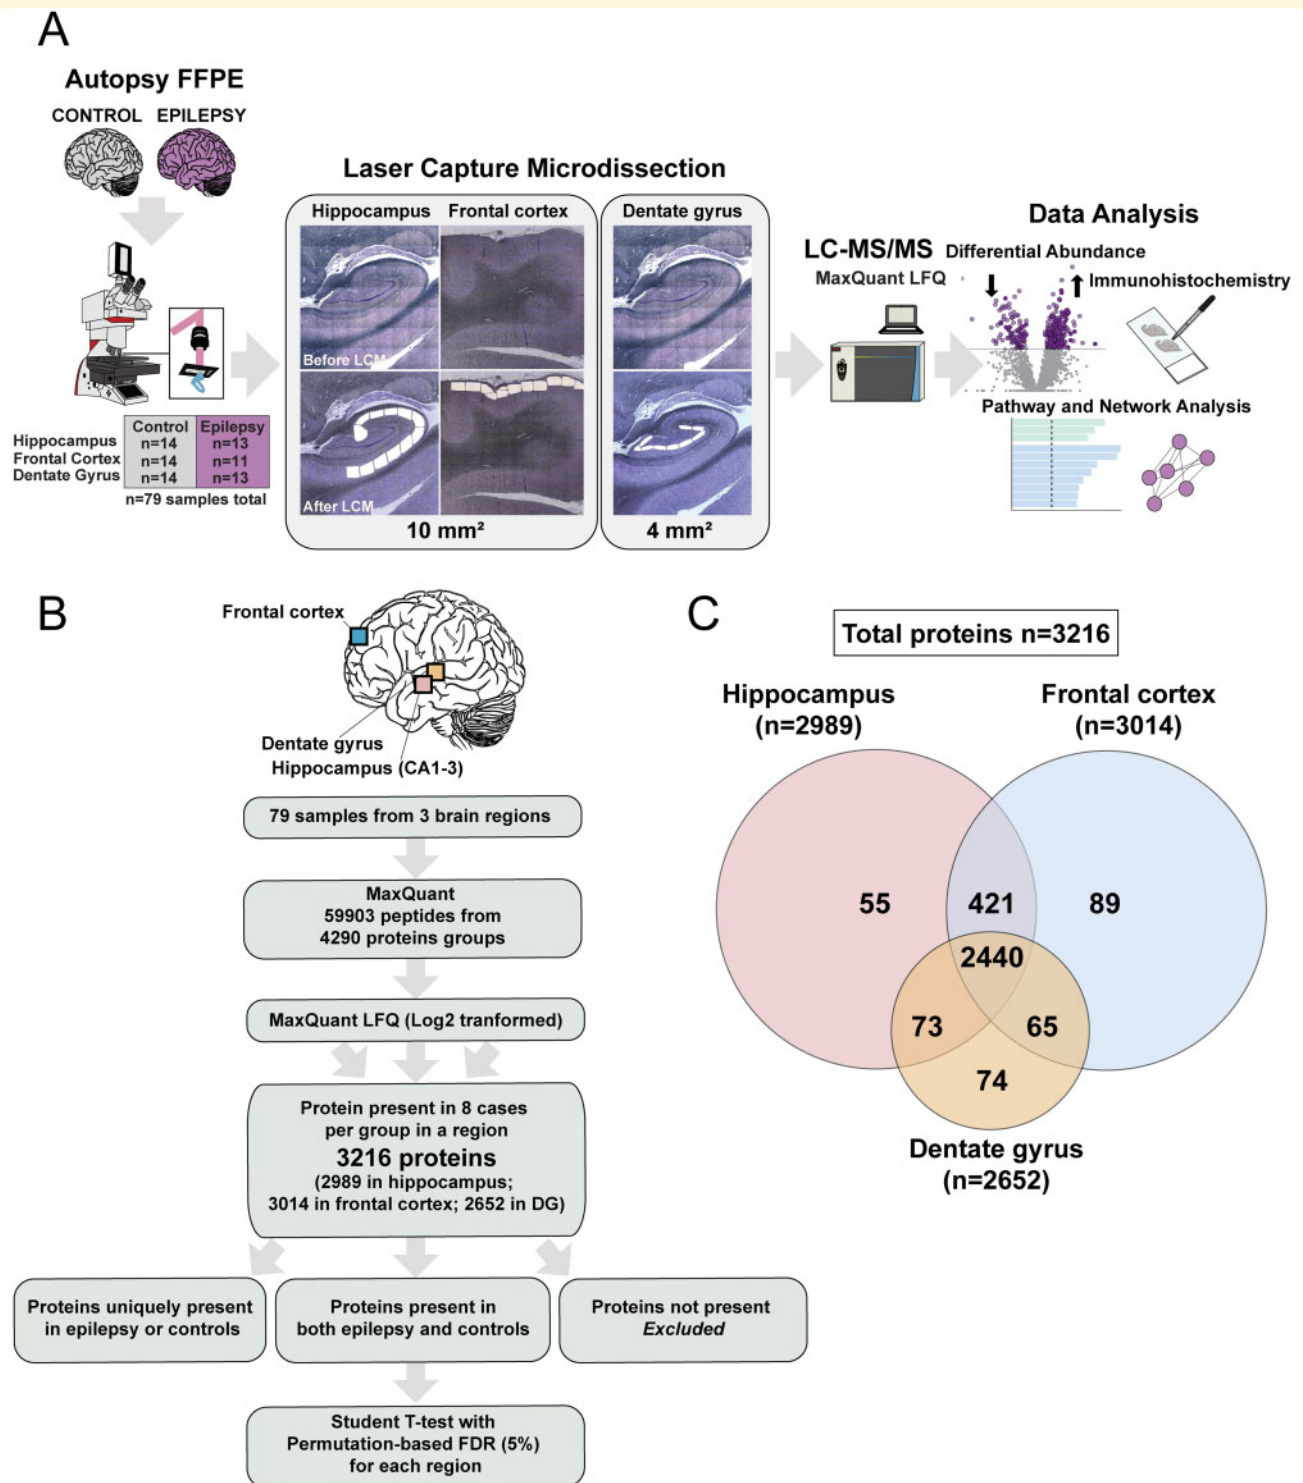 A
Autopsy FFPE
CONTROL EPILEPSY
Control Epilepsy
Hippocampus n=14 n=13
Frontal Cortex n=14 n=11
Dentate Gyrus n=14 n=13
n=79 samples total
Laser Capture Microdissection
Hippocampus Frontal cortex Dentate gyrus
Before LCM
After LCM
10 mm²
4 mm²
LC-MS/MS
MaxQuant LFQ
Data Analysis
Differential Abundance
Immunohistochemistry
Pathway and Network Analysis
B
Frontal cortex
Dentate gyrus
Hippocampus (CA1-3)
79 samples from 3 brain regions
MaxQuant
59903 peptides from
4290 proteins groups
MaxQuant LFQ (Log2 tranformed)
Protein present in 8 cases
per group in a region
3216 proteins
(2989 in hippocampus;
3014 in frontal cortex; 2652 in DG)
Proteins uniquely present
in epilepsy or controls
Proteins present in
both epilepsy and controls
Proteins not present
Excluded
Student T-test with
Permutation-based FDR (5%)
for each region
C
Total proteins n=3216
Hippocampus
(n=2989)
Frontal cortex
(n=3014)
55
421
89
2440
73
65
74
Dentate gyrus
(n=2652)